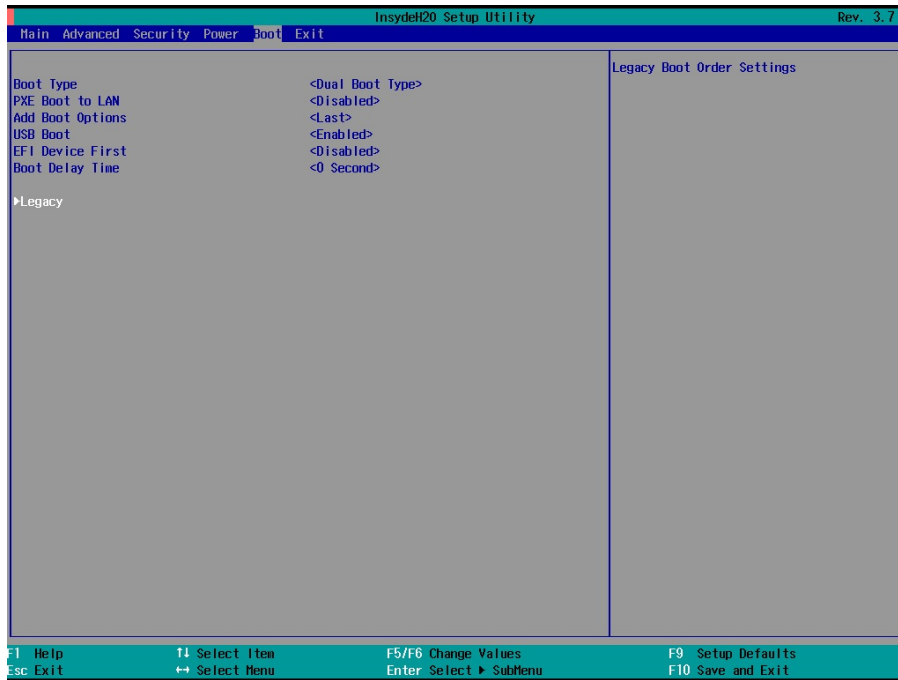 InsydeH20 Setup Utility Rev. 3.7
Main Advanced Security Power Boot Exit
Legacy Boot Order Settings
Boot Type <Dual Boot Type>
PXE Boot to LAN <Disabled>
Add Boot Options <Last>
USB Boot <Enabled>
EFI Device First <Disabled>
Boot Delay Time <0 Second>
▶Legacy
F1 Help ↑↓ Select Item F5/F6 Change Values F9 Setup Defaults
Esc Exit ↔ Select Menu Enter Select ▶ SubMenu F10 Save and Exit